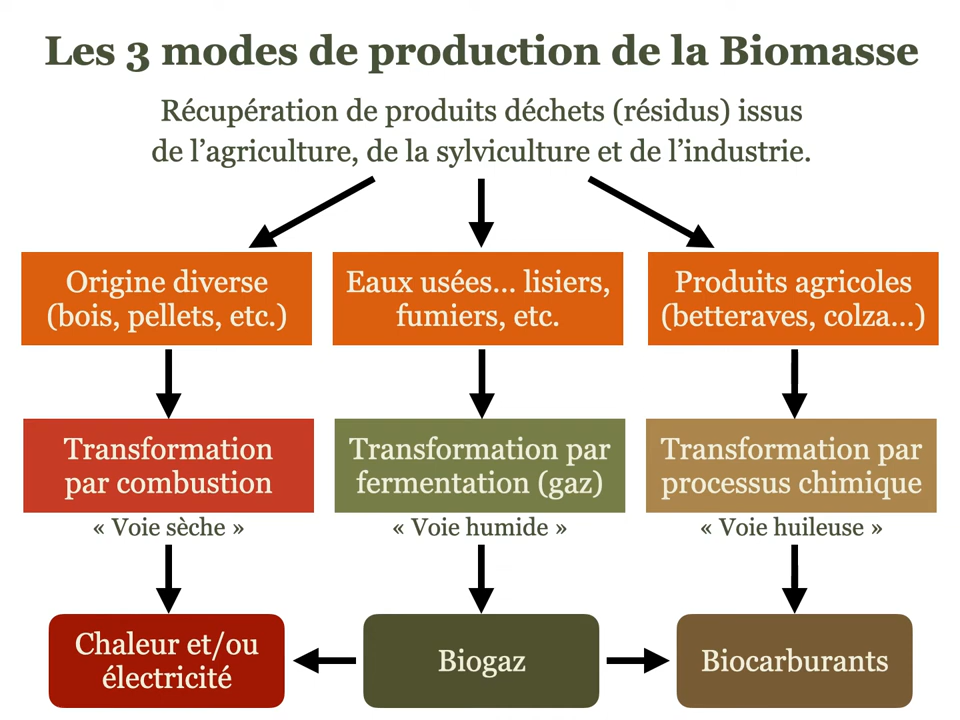 Les 3 modes de production de la Biomasse
Récupération de produits déchets (résidus) issus
de l’agriculture, de la sylviculture et de l’industrie.
Origine diverse
(bois, pellets, etc.)
Eaux usées... lisiers,
fumiers, etc.
Produits agricoles
(betteraves, colza...)
Transformation
par combustion
Transformation par
fermentation (gaz)
Transformation par
processus chimique
« Voie sèche »
« Voie humide »
« Voie huileuse »
Chaleur et/ou
électricité
Biogaz
Biocarburants